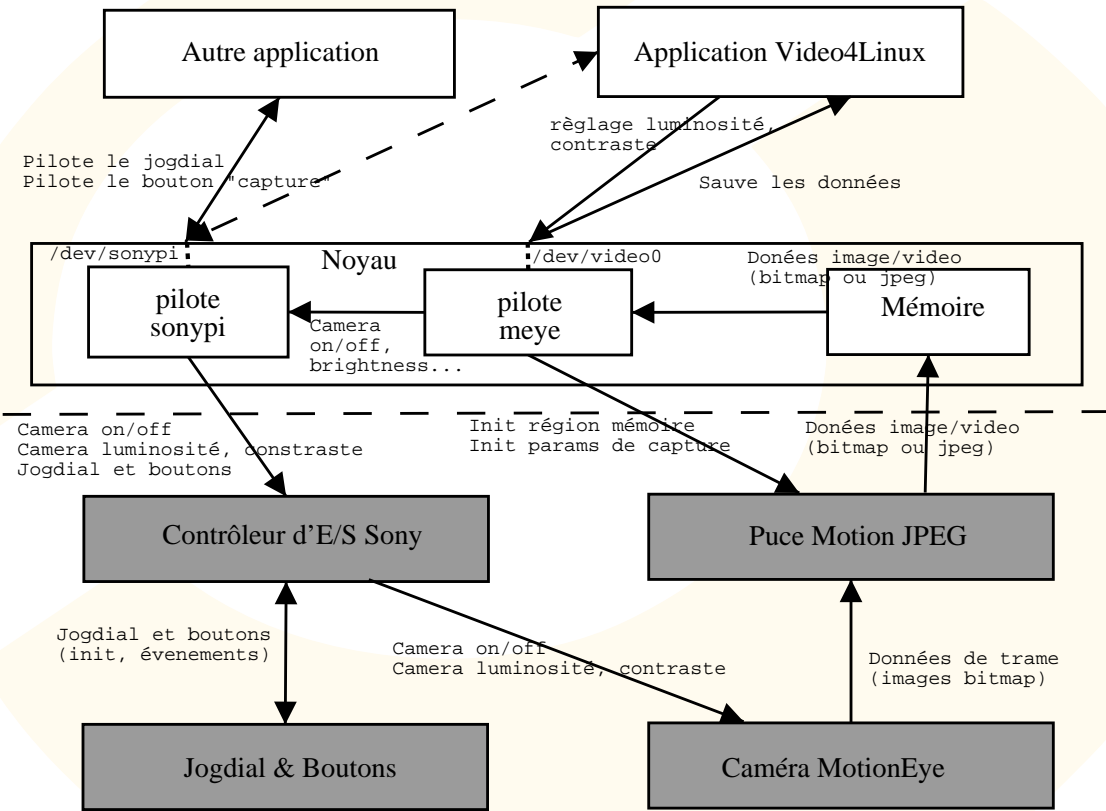 Autre application
Application Video4Linux
règlage luminosité,
contraste
Pilote le jogdial
Pilote le bouton "capture"
Sauve les données
/dev/sonypi
Noyau
/dev/video0
Donées image/video
(bitmap ou jpeg)
pilote
sonypi
pilote
meye
Mémoire
Camera
on/off,
brightness...
Camera on/off
Camera luminosité, constraste
Jogdial et boutons
Init région mémoire
Init params de capture
Donées image/video
(bitmap ou jpeg)
Contrôleur d'E/S Sony
Puce Motion JPEG
Jogdial et boutons
(init, évenements)
Camera on/off
Camera luminosité, contraste
Données de trame
(images bitmap)
Jogdial & Boutons
Caméra MotionEye